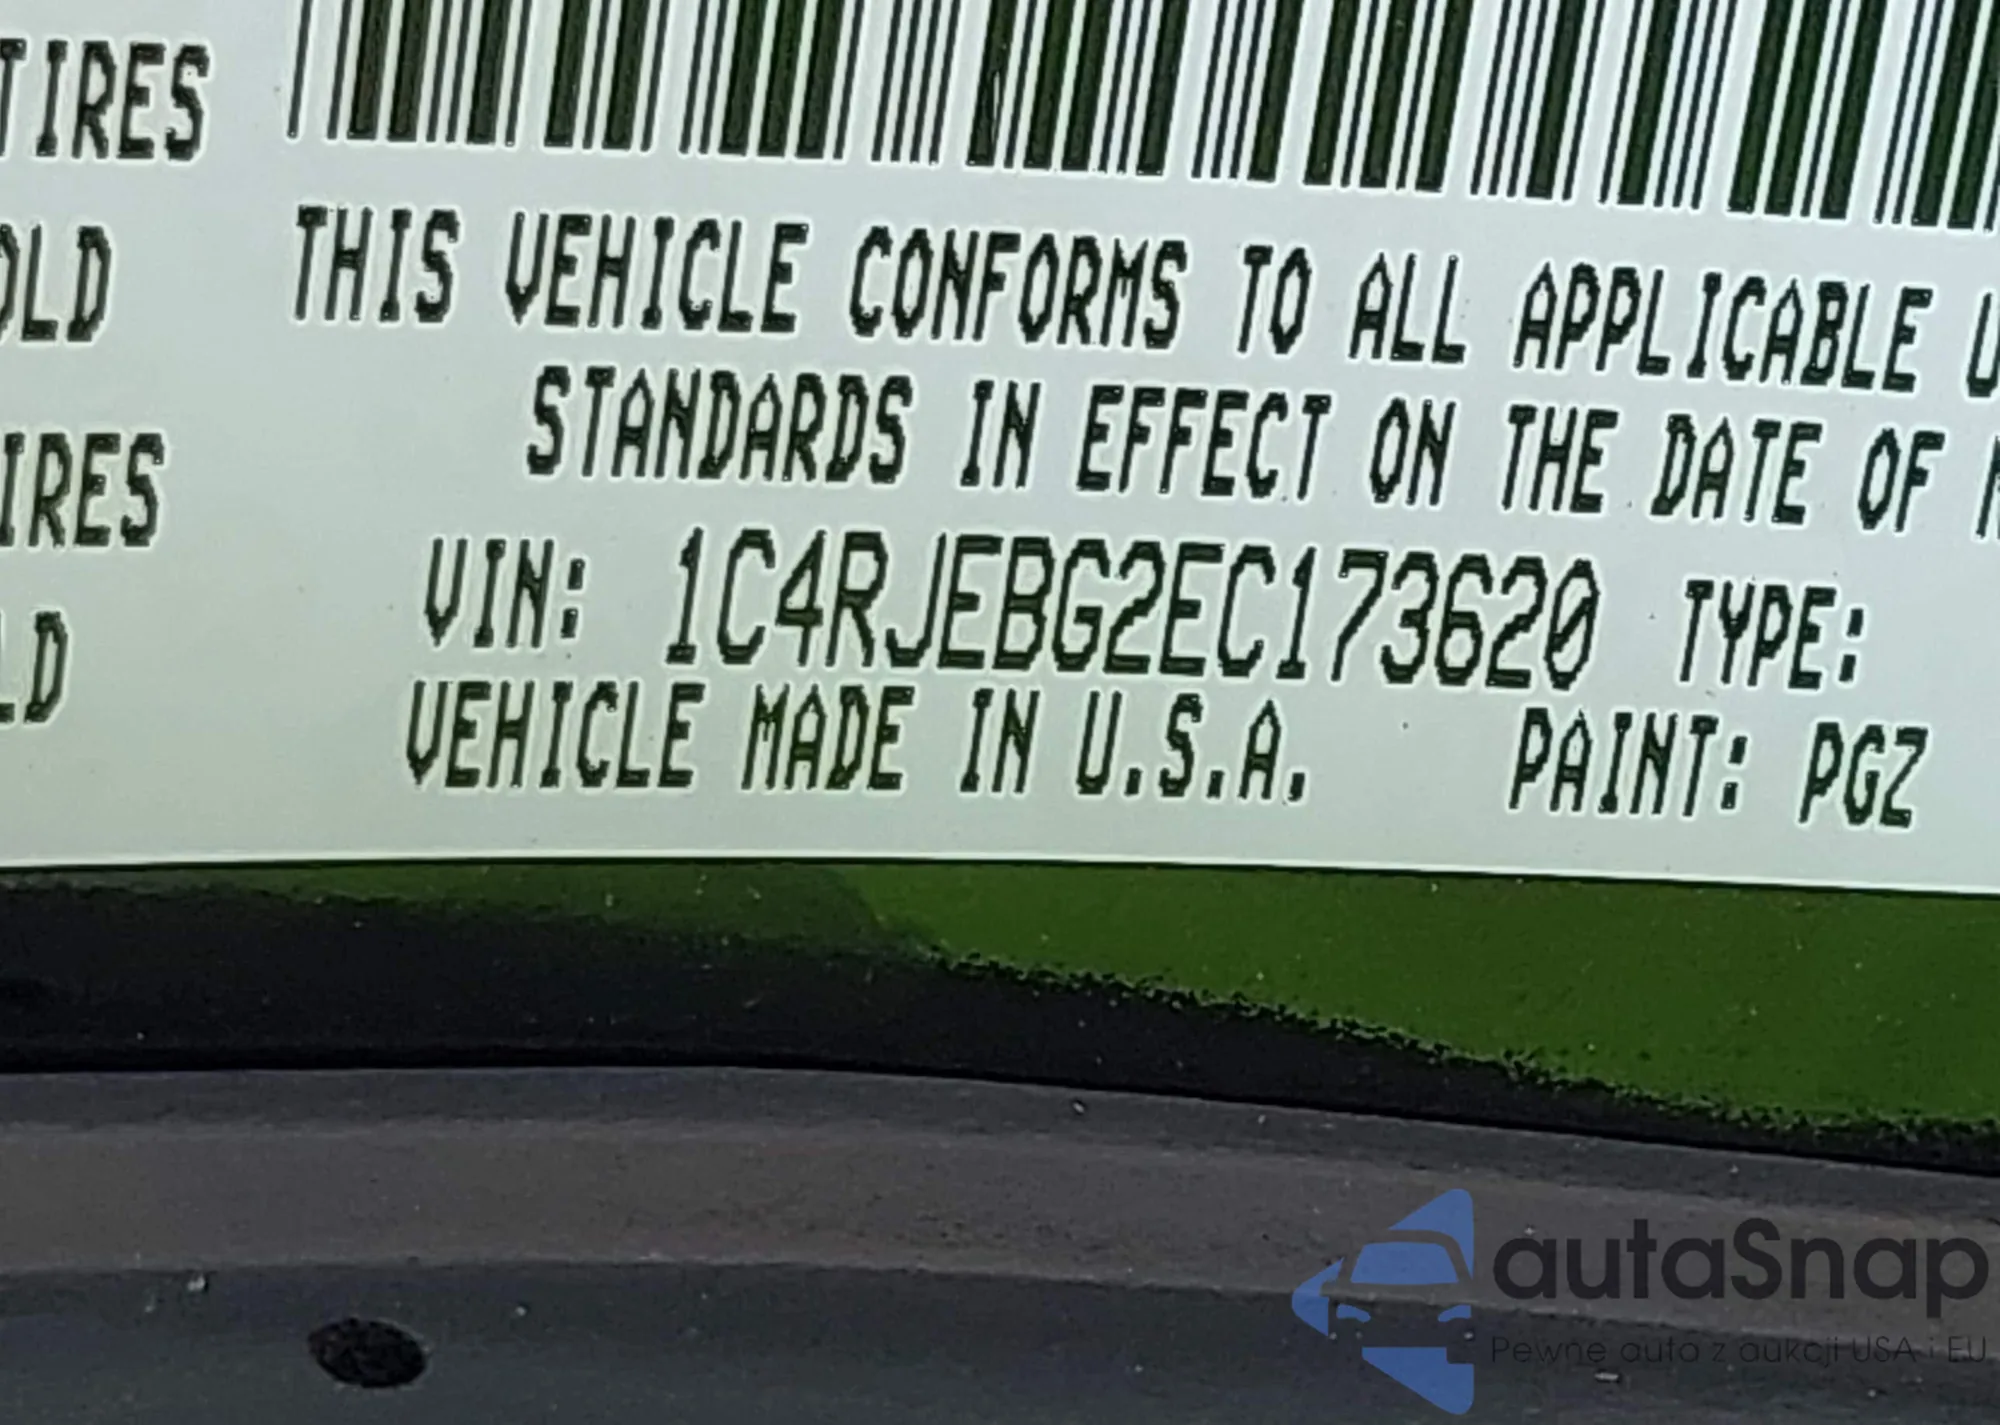 TIRES
THIS VEHICLE CONFORMS TO ALL APPLICABLE U
OLD
STANDARDS IN EFFECT ON THE DATE OF
IRES
VIN: 1C4RJEBG2EC173620 TYPE:
LD
VEHICLE MADE IN U.S.A. PAINT: PGZ
autaSnap
Pewne auto z aukcji USA i EU